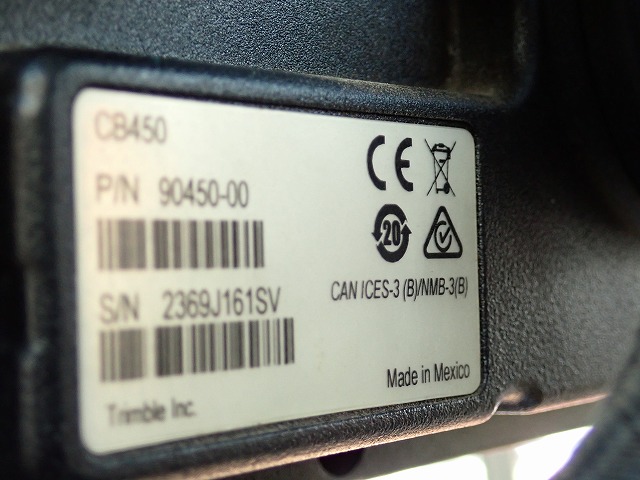 CB450
P/N 90450-00
S/N 2369J161SV
Trimble Inc.
CE
20
CAN ICES-3 (B)/NMB-3(B)
Made in Mexico